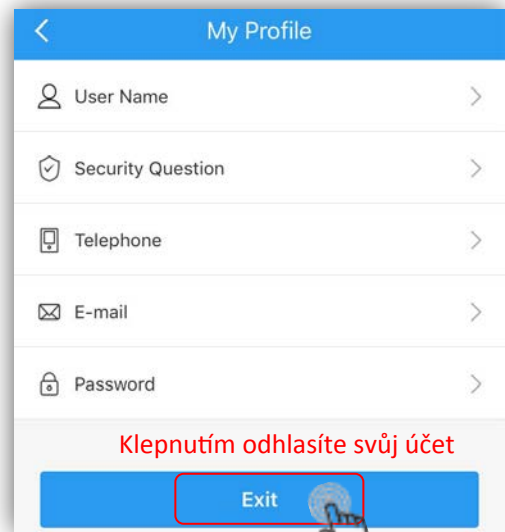 My Profile
User Name
Security Question
Telephone
E-mail
Password
Klepnutím odhlasíte svůj účet
Exit